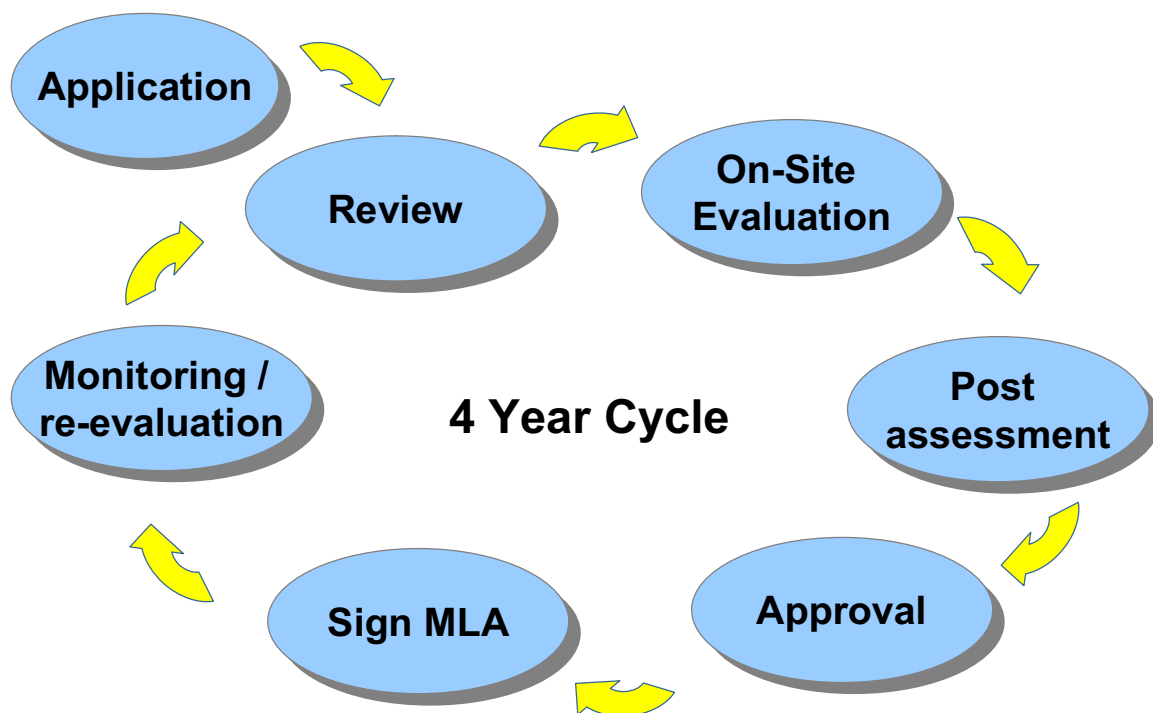 Application
Review
On-Site
Evaluation
Post
assessment
Approval
Sign MLA
Monitoring /
re-evaluation
4 Year Cycle